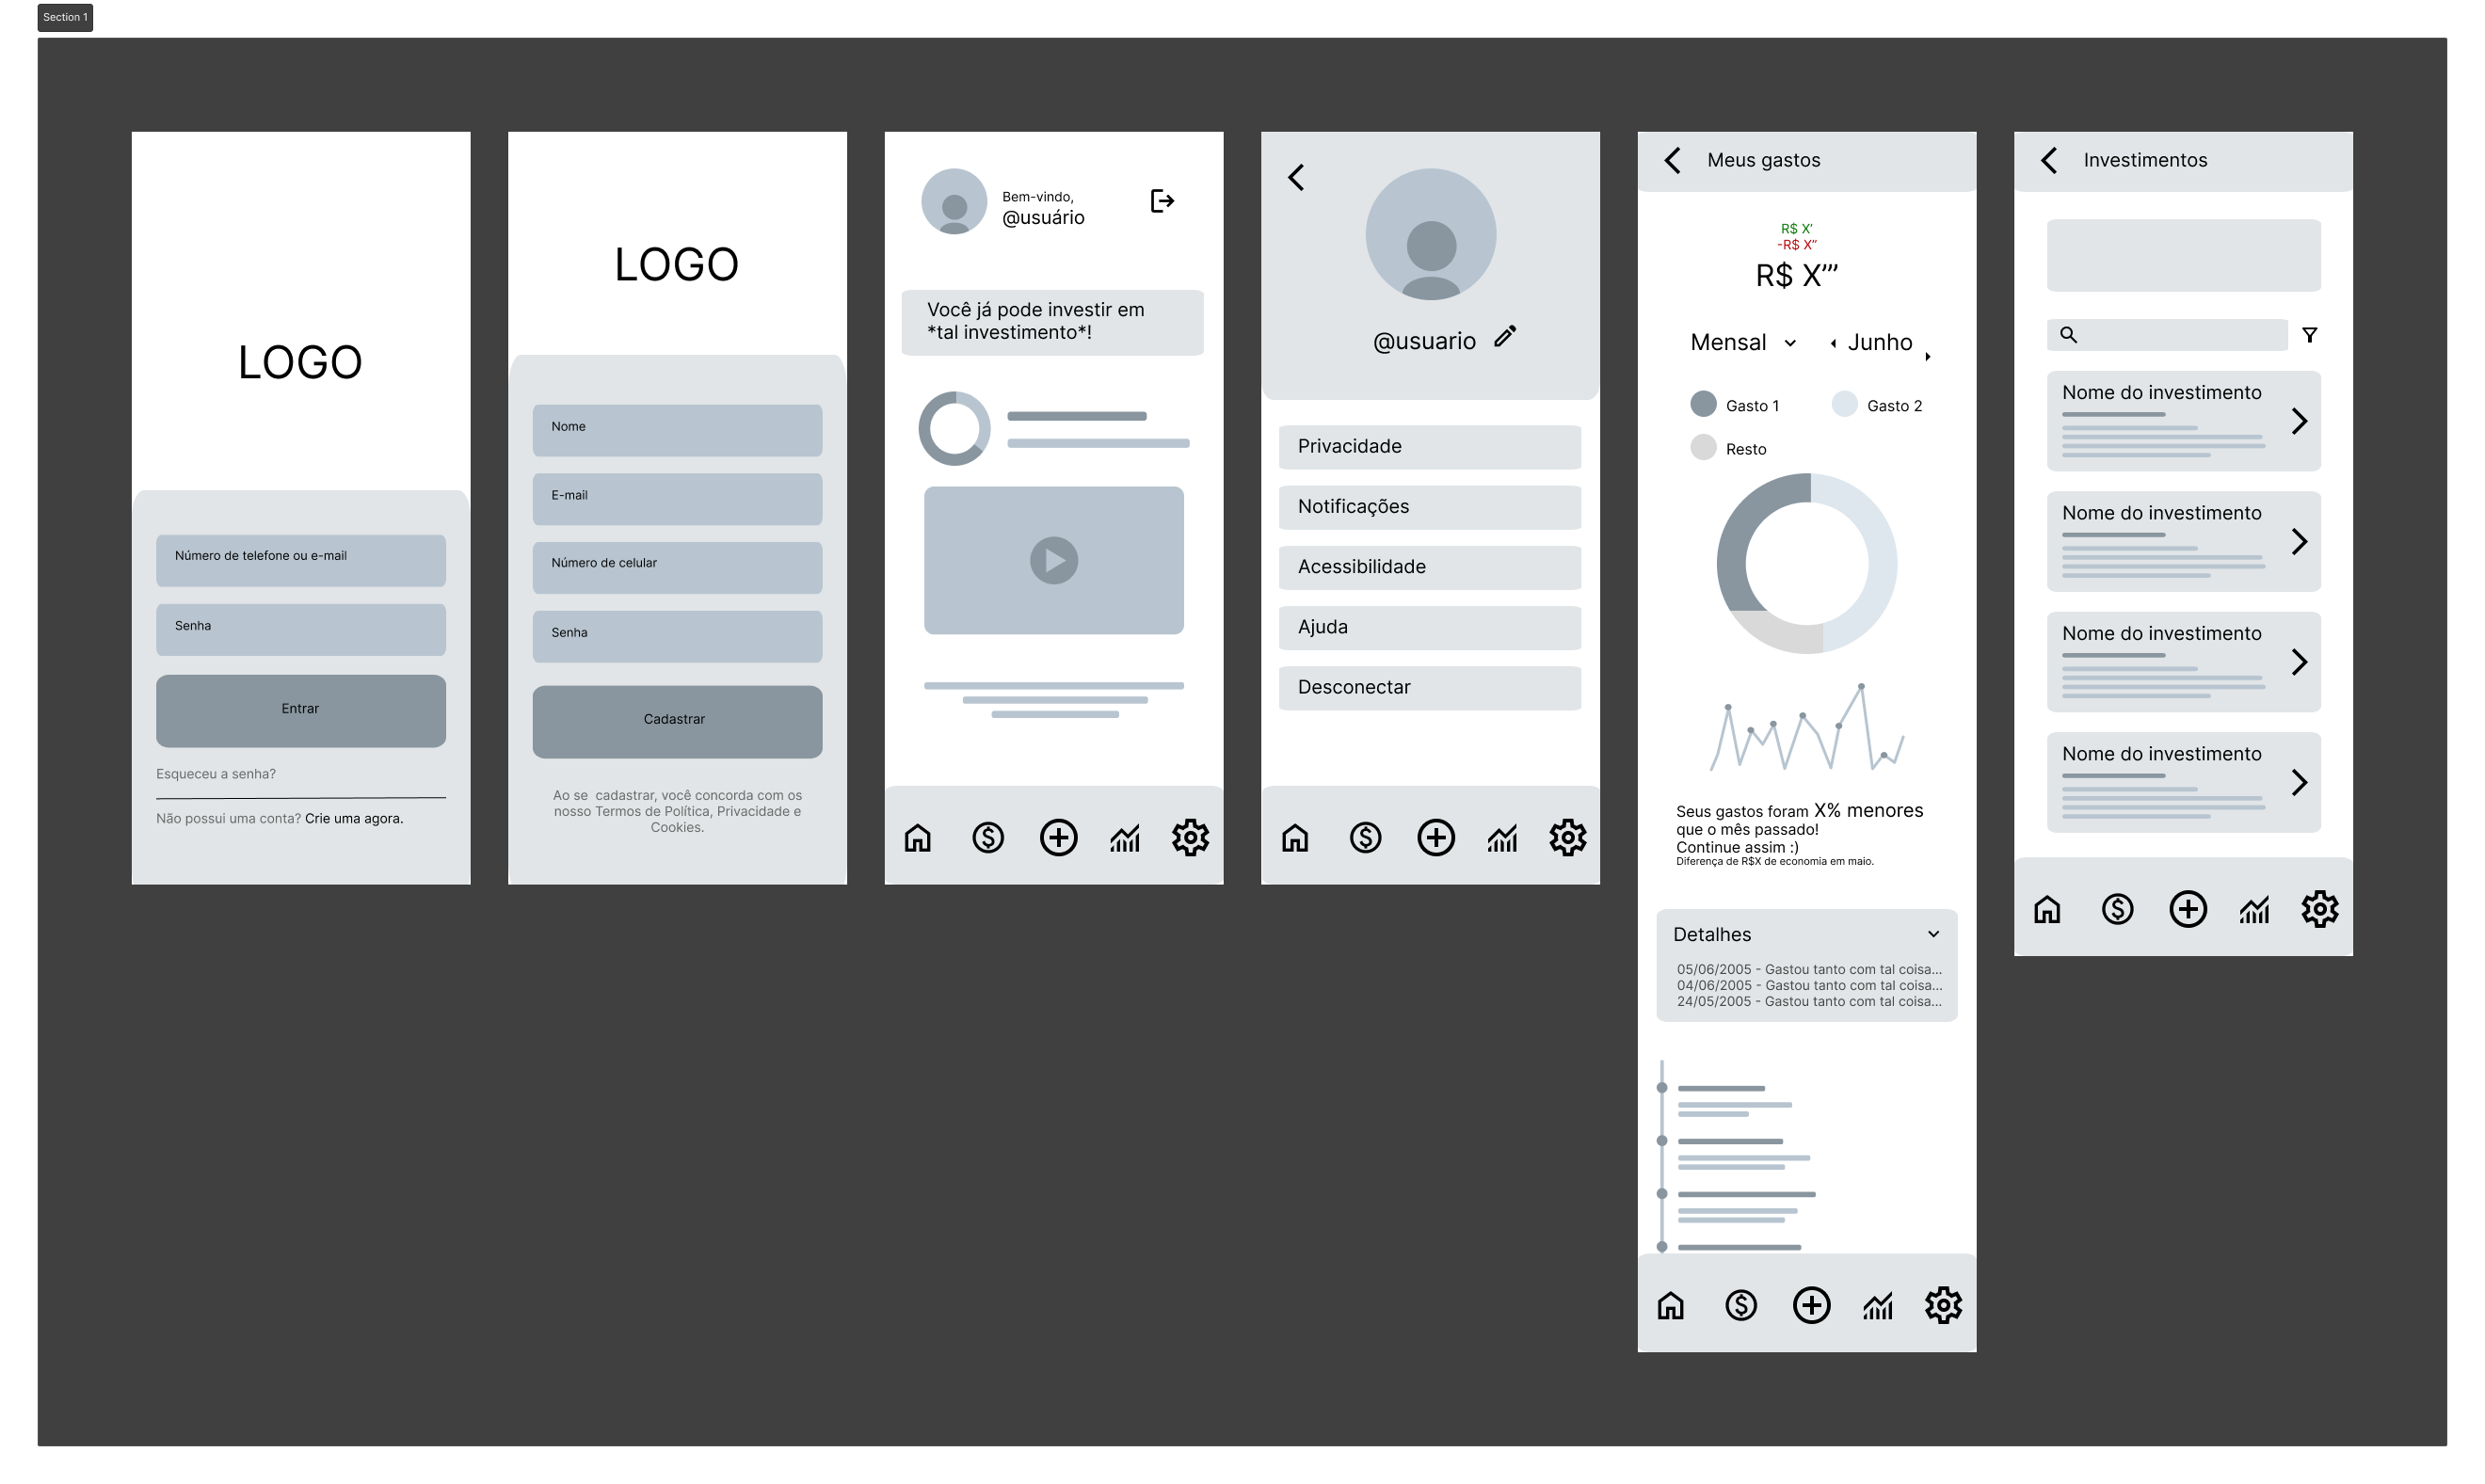 Section 1
LOGO
Número de telefone ou e-mail
Senha
Entrar
Esqueceu a senha?
Não possui uma conta? Crie uma agora.
LOGO
Nome
E-mail
Número de celular
Senha
Cadastrar
Ao se  cadastrar, você concorda com os
nosso Termos de Política, Privacidade e
Cookies.
Bem-vindo,
@usuário
Você já pode investir em
*tal investimento*!
@usuario
Privacidade
Notificações
Acessibilidade
Ajuda
Desconectar
Meus gastos
R$ X’
-R$ X”
R$ X’”
Mensal
Junho
Gasto 1
Gasto 2
Resto
Seus gastos foram X% menores
que o mês passado!
Continue assim :)
Diferença de R$X de economia em maio.
Detalhes
05/06/2005 - Gastou tanto com tal coisa...
04/06/2005 - Gastou tanto com tal coisa...
24/05/2005 - Gastou tanto com tal coisa...
Investimentos
Nome do investimento
Nome do investimento
Nome do investimento
Nome do investimento